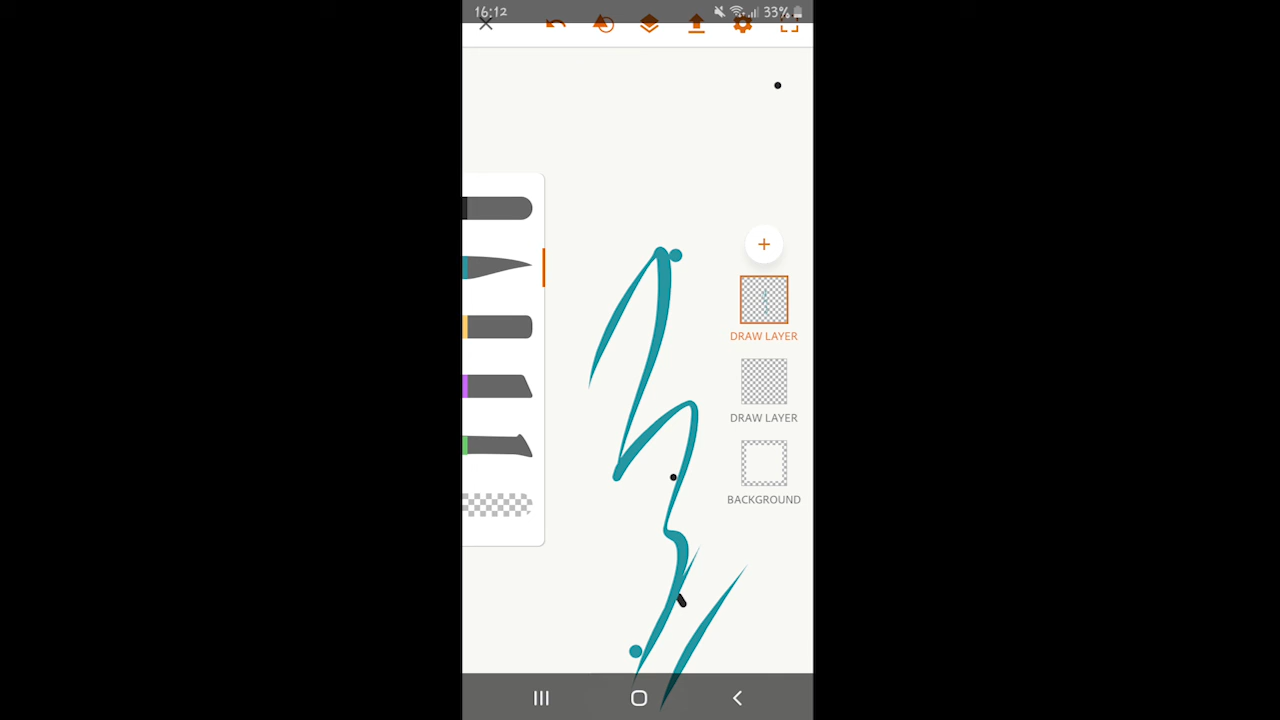 16:12
33%
DRAW LAYER
DRAW LAYER
BACKGROUND